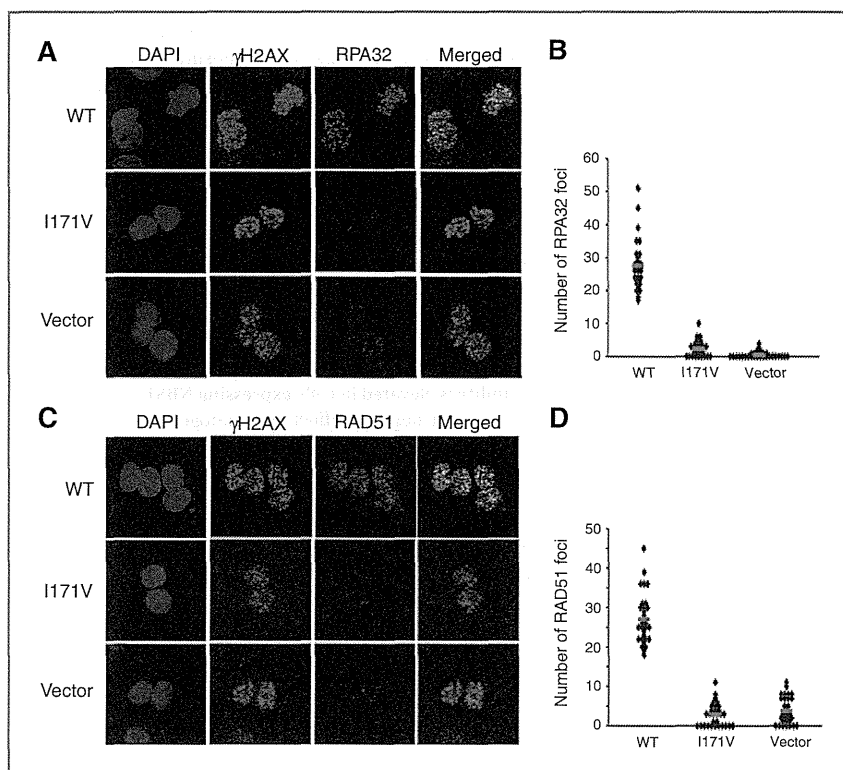 A
DAPI γH2AX RPA32 Merged
WT
I171V
Vector
B
Number of RPA32 foci
60
50
40
30
20
10
0
WT I171V Vector
C
DAPI γH2AX RAD51 Merged
WT
I171V
Vector
D
Number of RAD51 foci
50
40
30
20
10
0
WT I171V Vector